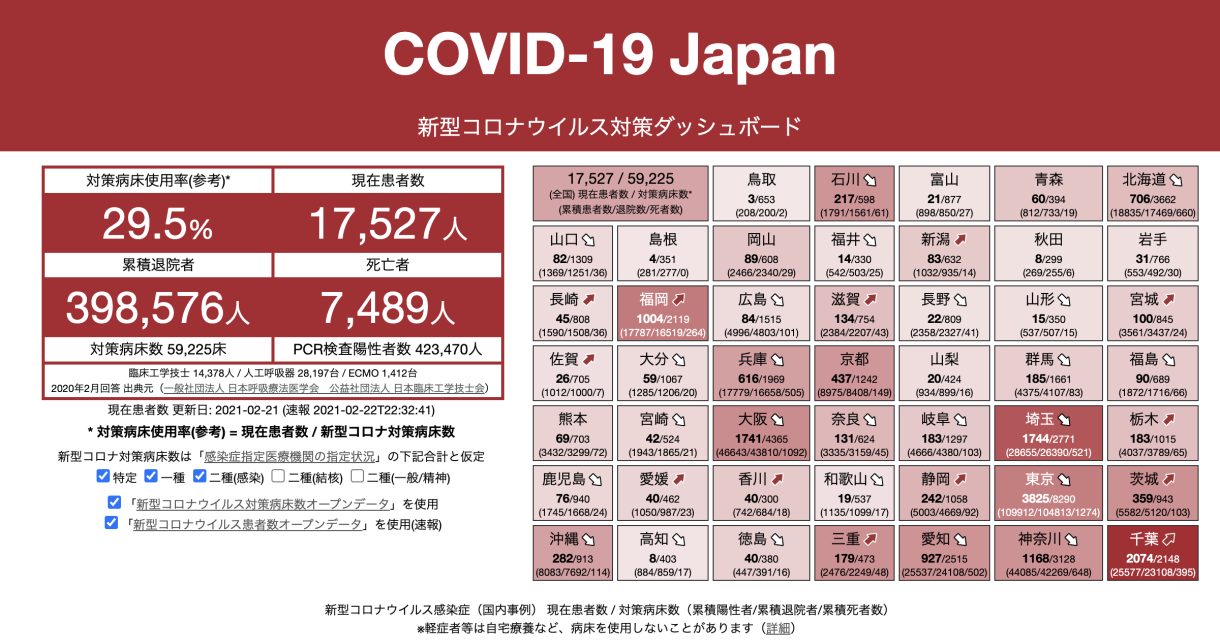 COVID-19 Japan
新型コロナウイルス対策ダッシュボード
対策病床使用率(参考)*
現在患者数
29.5%
17,527人
累積退院者
死亡者
398,576人
7,489人
対策病床数 59,225床
PCR検査陽性者数 423,470人
臨床工学技士 14,378人 / 人工呼吸器 28,197台 / ECMO 1,412台
2020年2月回答 出典元（一般社団法人 日本呼吸療法医学会　公益社団法人 日本臨床工学技士会）
現在患者数 更新日: 2021-02-21 (速報 2021-02-22T22:32:41)
* 対策病床使用率(参考) = 現在患者数 / 新型コロナ対策病床数
新型コロナ対策病床数は「感染症指定医療機関の指定状況」の下記合計と仮定
特定 一種 二種(感染) 二種(結核) 二種(一般/精神)
「新型コロナウイルス対策病床数オープンデータ」を使用
「新型コロナウイルス患者数オープンデータ」を使用(速報)
17,527 / 59,225
(全国) 現在患者数 / 対策病床数*
(累積患者数/退院数/死者数)
鳥取
3/653
(208/200/2)
石川
217/598
(1791/1561/61)
富山
21/877
(898/850/27)
青森
60/394
(812/733/19)
北海道
706/3662
(18835/17469/660)
山口
82/1309
(1369/1251/36)
島根
4/351
(281/277/0)
岡山
89/608
(2466/2340/29)
福井
14/330
(542/503/25)
新潟
83/632
(1032/935/14)
秋田
8/299
(269/255/6)
岩手
31/766
(553/492/30)
長崎
45/808
(1590/1508/36)
福岡
1004/2119
(17787/16519/264)
広島
84/1515
(4996/4803/101)
滋賀
134/754
(2384/2207/43)
長野
22/809
(2358/2327/41)
山形
15/350
(537/507/15)
宮城
100/845
(3561/3437/24)
佐賀
26/705
(1012/1000/7)
大分
59/1067
(1285/1206/20)
兵庫
616/1969
(17779/16658/505)
京都
437/1242
(8975/8408/149)
山梨
20/424
(934/899/16)
群馬
185/1661
(4375/4107/83)
福島
90/689
(1872/1716/66)
熊本
69/703
(3432/3299/72)
宮崎
42/524
(1943/1865/21)
大阪
1741/4365
(46643/43810/1092)
奈良
131/624
(3335/3159/45)
岐阜
183/1297
(4666/4380/103)
埼玉
1744/2771
(28655/26390/521)
栃木
183/1015
(4037/3789/65)
鹿児島
76/940
(1745/1668/24)
愛媛
40/462
(1050/987/23)
香川
40/300
(742/684/18)
和歌山
19/537
(1135/1099/17)
静岡
242/1058
(5003/4669/92)
東京
3825/8290
(109912/104813/1274)
茨城
359/943
(5582/5120/103)
沖縄
282/913
(8083/7692/114)
高知
8/403
(884/859/17)
徳島
40/380
(447/391/16)
三重
179/473
(2476/2249/48)
愛知
927/2515
(25537/24108/502)
神奈川
1168/3128
(44085/42269/648)
千葉
2074/2148
(25577/23108/395)
新型コロナウイルス感染症（国内事例） 現在患者数 / 対策病床数（累積陽性者/累積退院者/累積死者数）
※軽症者等は自宅療養など、病床を使用しないことがあります（詳細）